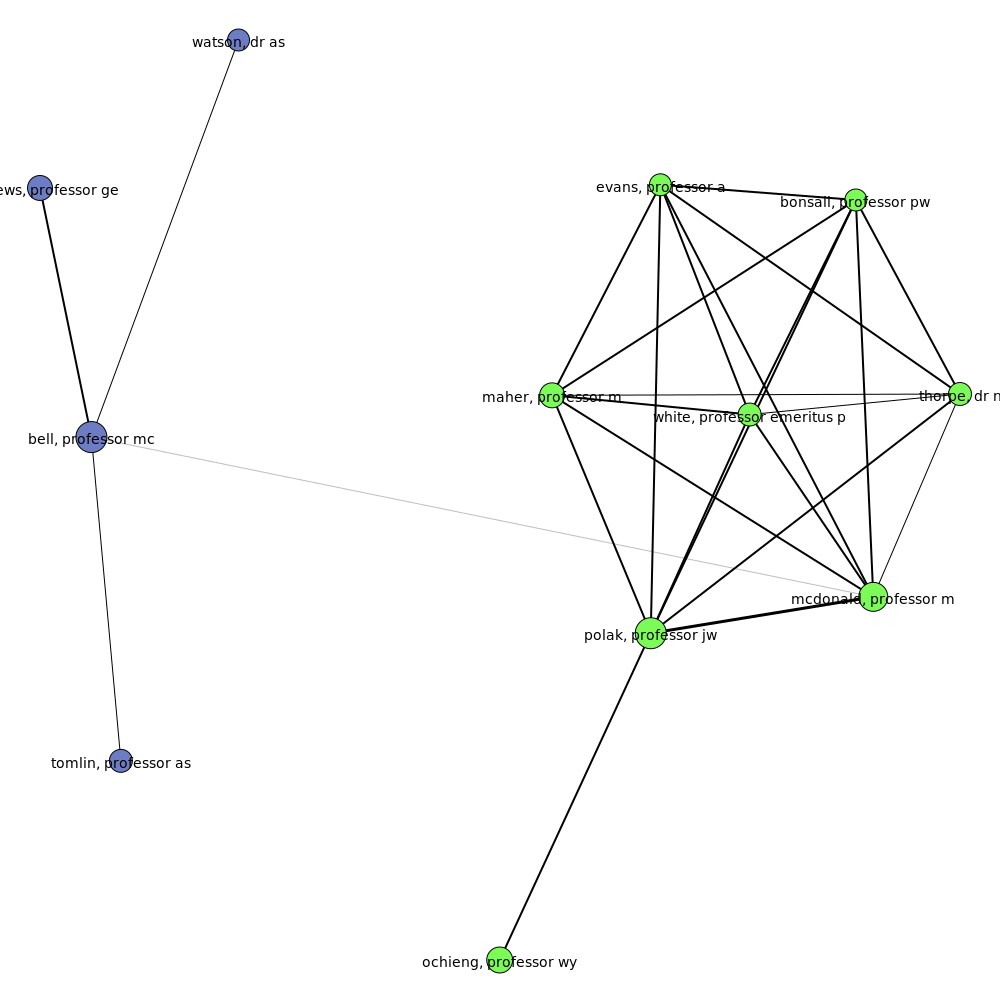 watson, dr as
evans, professor a
professor ge
bonsall, professor pw
maher, professor m
thorpe, dr
white, professor emeritus p
bell, professor mc
mcdonald, professor m
polak, professor jw
tomlin, professor as
ochieng, professor wy